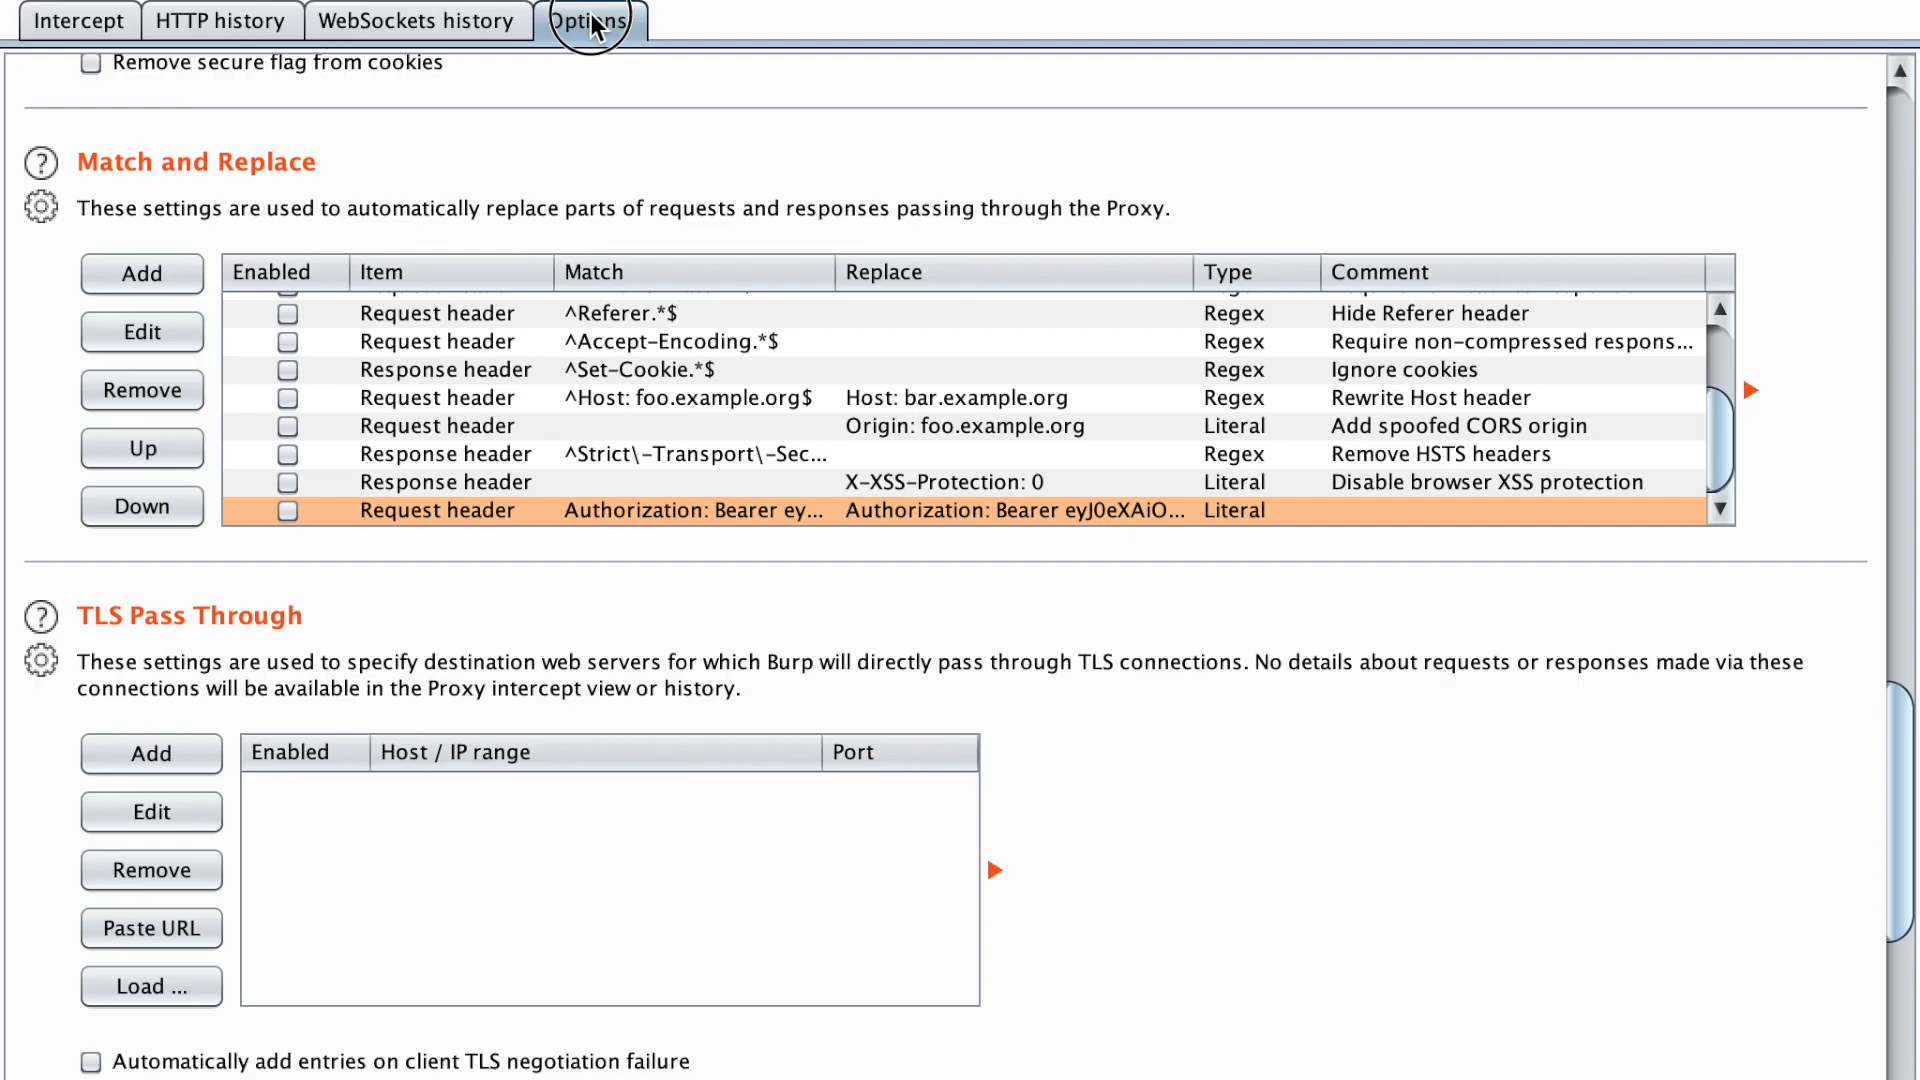 Intercept HTTP history WebSockets history Options
Remove secure flag from cookies
? Match and Replace
These settings are used to automatically replace parts of requests and responses passing through the Proxy.
Add
Edit
Remove
Up
Down
Enabled Item Match Replace Type Comment
Request header ^Referer.*$ Regex Hide Referer header
Request header ^Accept-Encoding.*$ Regex Require non-compressed respons...
Response header ^Set-Cookie.*$ Regex Ignore cookies
Request header ^Host: foo.example.org$ Host: bar.example.org Regex Rewrite Host header
Request header Origin: foo.example.org Literal Add spoofed CORS origin
Response header ^Strict\-Transport\-Sec... Regex Remove HSTS headers
Response header X-XSS-Protection: 0 Literal Disable browser XSS protection
Request header Authorization: Bearer ey... Authorization: Bearer eyJ0eXAiO... Literal
? TLS Pass Through
These settings are used to specify destination web servers for which Burp will directly pass through TLS connections. No details about requests or responses made via these
connections will be available in the Proxy intercept view or history.
Add
Edit
Remove
Paste URL
Load ...
Enabled Host / IP range Port
Automatically add entries on client TLS negotiation failure